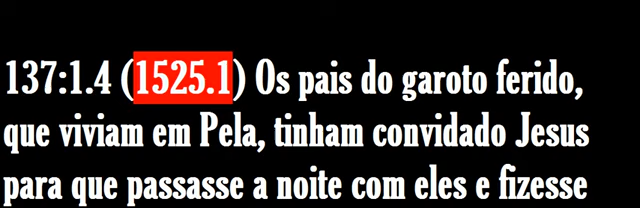 137:1.4 (1525.1) Os pais do garoto ferido,
que viviam em Pela, tinham convidado Jesus
para que passasse a noite com eles e fizesse